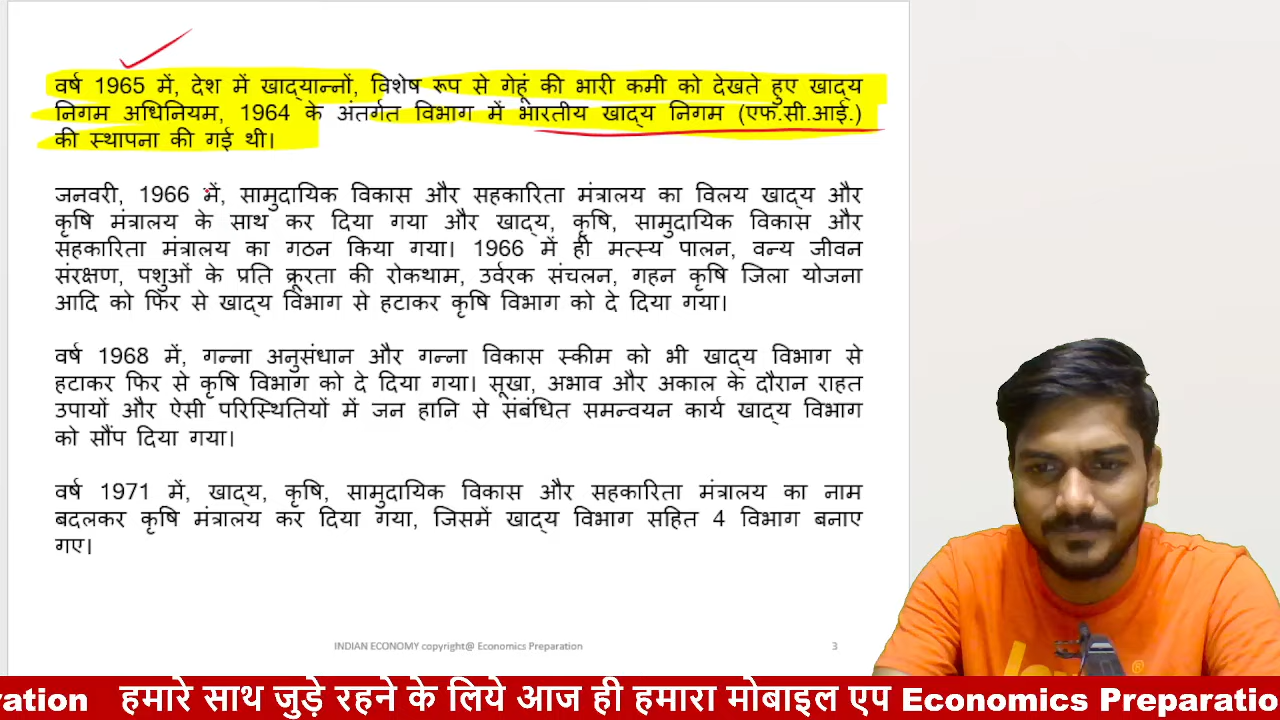 वर्ष 1965 में, देश में खाद्यान्नों, विशेष रूप से गेहूं की भारी कमी को देखते हुए खाद्य
निगम अधिनियम, 1964 के अंतर्गत विभाग में भारतीय खाद्य निगम (एफ.सी.आई.)
की स्थापना की गई थी।
जनवरी, 1966 में, सामुदायिक विकास और सहकारिता मंत्रालय का विलय खाद्य और
कृषि मंत्रालय के साथ कर दिया गया और खाद्य, कृषि, सामुदायिक विकास और
सहकारिता मंत्रालय का गठन किया गया। 1966 में ही मत्स्य पालन, वन्य जीवन
संरक्षण, पशुओं के प्रति क्रूरता की रोकथाम, उर्वरक संचलन, गहन कृषि जिला योजना
आदि को फिर से खाद्य विभाग से हटाकर कृषि विभाग को दे दिया गया।
वर्ष 1968 में, गन्ना अनुसंधान और गन्ना विकास स्कीम को भी खाद्य विभाग से
हटाकर फिर से कृषि विभाग को दे दिया गया। सूखा, अभाव और अकाल के दौरान राहत
उपायों और ऐसी परिस्थितियों में जन हानि से संबंधित समन्वयन कार्य खाद्य विभाग
को सौंप दिया गया।
वर्ष 1971 में, खाद्य, कृषि, सामुदायिक विकास और सहकारिता मंत्रालय का नाम
बदलकर कृषि मंत्रालय कर दिया गया, जिसमें खाद्य विभाग सहित 4 विभाग बनाए
गए।
INDIAN ECONOMY copyright@ Economics Preparation 3
ration हमारे साथ जुड़े रहने के लिये आज ही हमारा मोबाइल एप Economics Preparatio